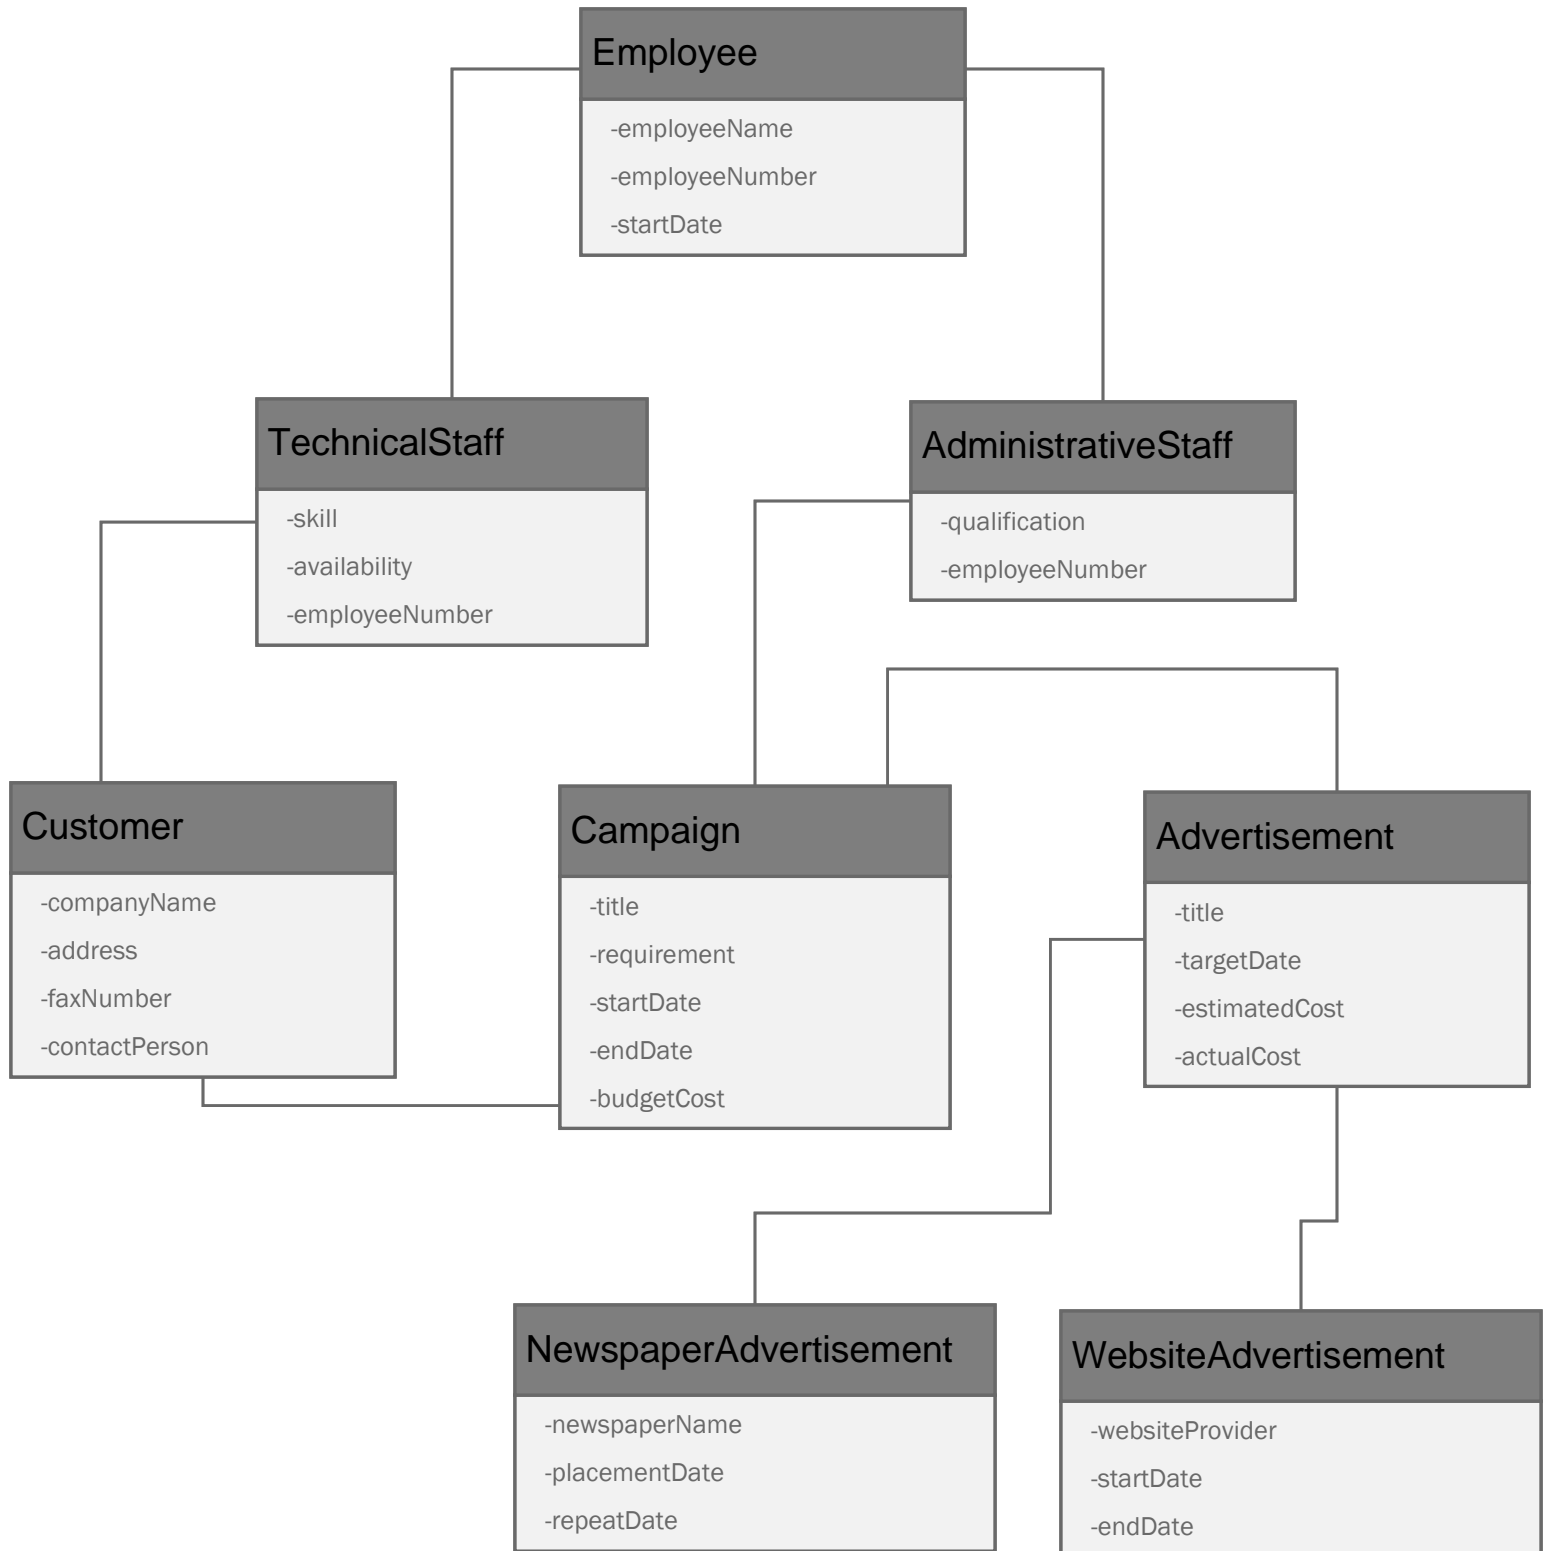 Employee
-employeeName
-employeeNumber
-startDate
TechnicalStaff
-skill
-availability
-employeeNumber
AdministrativeStaff
-qualification
-employeeNumber
Customer
-companyName
-address
-faxNumber
-contactPerson
Campaign
-title
-requirement
-startDate
-endDate
-budgetCost
Advertisement
-title
-targetDate
-estimatedCost
-actualCost
NewspaperAdvertisement
-newspaperName
-placementDate
-repeatDate
WebsiteAdvertisement
-websiteProvider
-startDate
-endDate